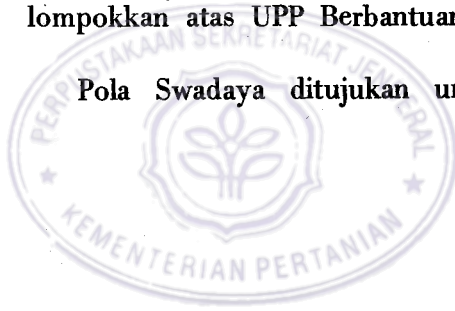 lompokkan atas UPP Berbantuan
Pola Swadaya ditujukan un
PERPUSTAKAAN SEKRETARIAT JENDERAL
KEMENTERIAN PERTANIAN